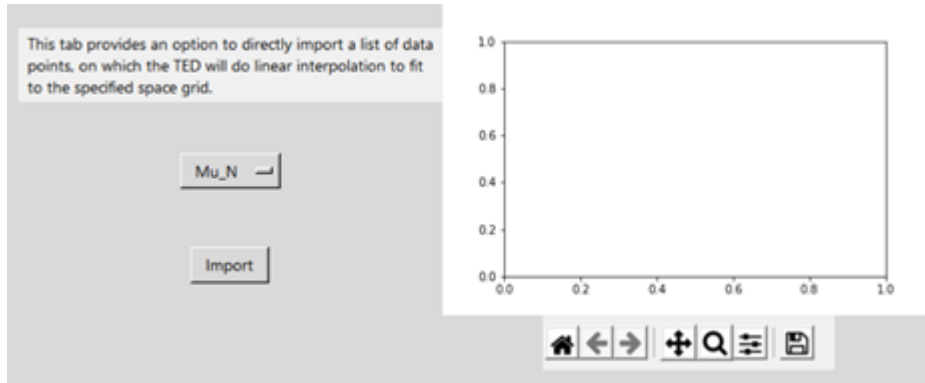 This tab provides an option to directly import a list of data
points, on which the TED will do linear interpolation to fit
to the specified space grid.
Mu_N
Import
1.0
0.8
0.6
0.4
0.2
0.0
0.0 0.2 0.4 0.6 0.8 1.0